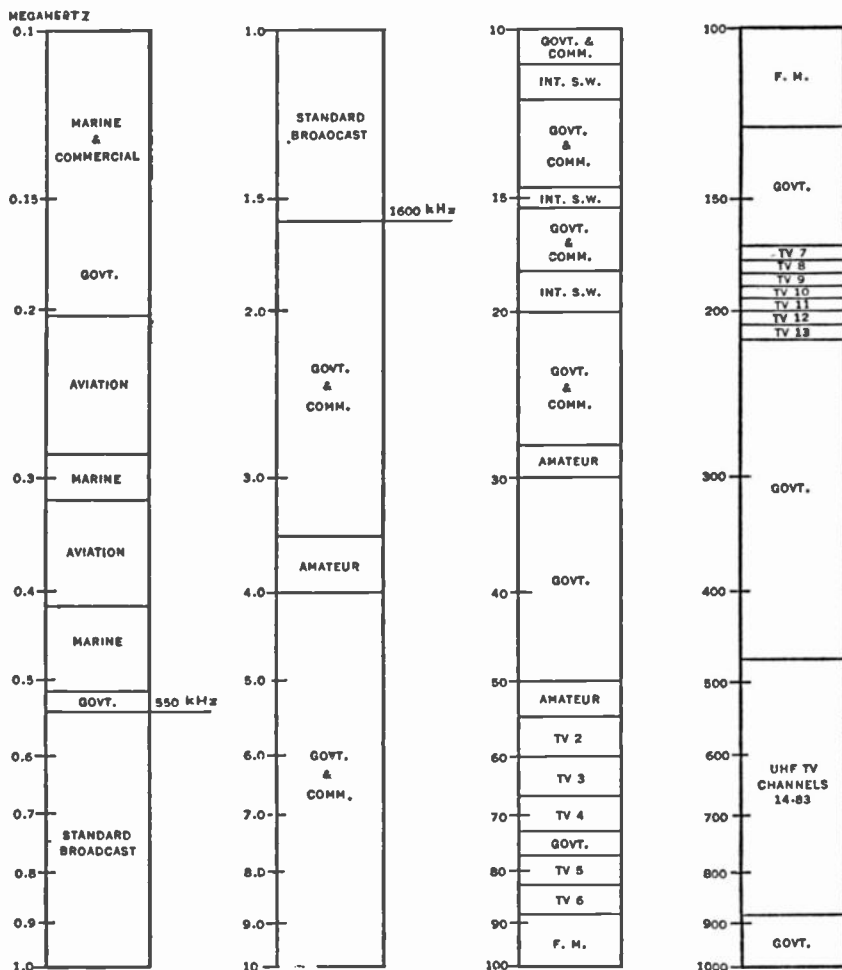 MEGAHERTZ
0.1
MARINE
&
COMMERCIAL
0.15
GOVT.
0.2
AVIATION
0.3
MARINE
AVIATION
0.4
MARINE
0.5
GOVT.
550 kHz
0.6
0.7
STANDARD
BROADCAST
0.8
0.9
1.0
1.0
STANDARD
BROAOCAST
1.5
1600 kHz
2.0
GOVT.
&
COMM.
3.0
AMATEUR
4.0
5.0
6.0
GOVT.
&
COMM.
7.0
8.0
9.0
10
10
GOVT. &
COMM.
INT. S.W.
GOVT.
&
COMM.
15
INT. S.W.
GOVT.
&
COMM.
INT. S.W.
20
GOVT.
&
COMM.
AMATEUR
30
GOVT.
40
50
AMATEUR
TV 2
60
TV 3
70
TV 4
GOVT.
80
TV 5
TV 6
90
F. M.
100
100
F. M.
GOVT.
150
TV 7
TV 8
TV 9
TV 10
TV 11
200
TV 12
TV 13
300
GOVT.
400
500
600
UHF TV
CHANNELS
14-83
700
800
900
GOVT.
1000